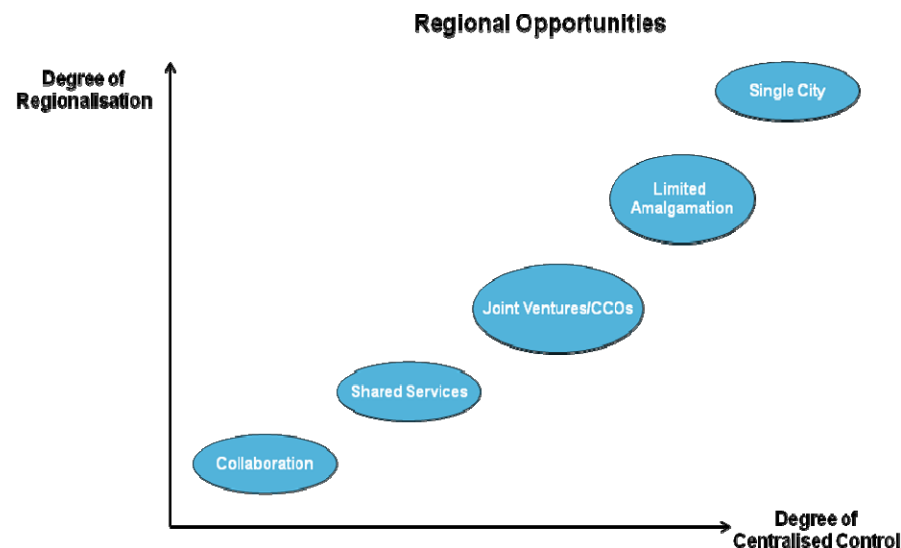 Regional Opportunities
Degree of
Regionalisation
Single City
Limited
Amalgamation
Joint Ventures/CCOs
Shared Services
Collaboration
Degree of
Centralised Control